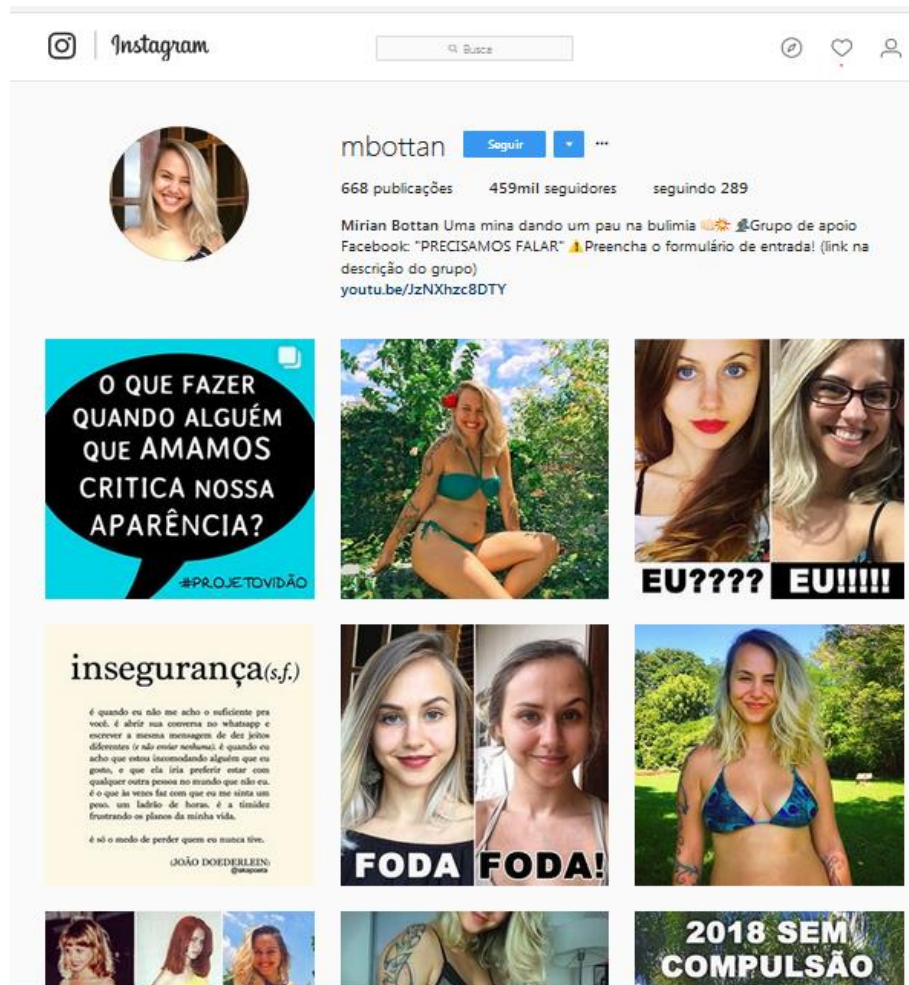 Instagram
Busca
mbottan
Seguir
668 publicações 459mil seguidores seguindo 289
Mirian Bottan Uma mina dando um pau na bulimia Grupo de apoio
Facebook: "PRECISAMOS FALAR" Preencha o formulário de entrada! (link na
descrição do grupo)
youtu.be/JzNXhzc8DTY
O QUE FAZER
QUANDO ALGUÉM
QUE AMAMOS
CRITICA NOSSA
APARÊNCIA?
#PROJETOVIDÃO
EU???? EU!!!!!
insegurança(s.f.)
é quando eu não me acho o suficiente pra
você. é abrir sua conversa no whatsapp e
escrever a mesma mensagem de dez jeitos
diferentes (e não enviar nenhuma). é quando eu
acho que estou incomodando alguém que eu
gosto, e que ela iria preferir estar com
qualquer outra pessoa no mundo que não eu.
é o que às vezes faz com que eu me sinta um
peso. um ladrão de horas. é a timidez
frustrando os planos da minha vida.
é só o medo de perder quem eu nunca tive.
(JOÃO DOEDERLEIN)
@akapoeta
FODA FODA!
2018 SEM
COMPULSÃO